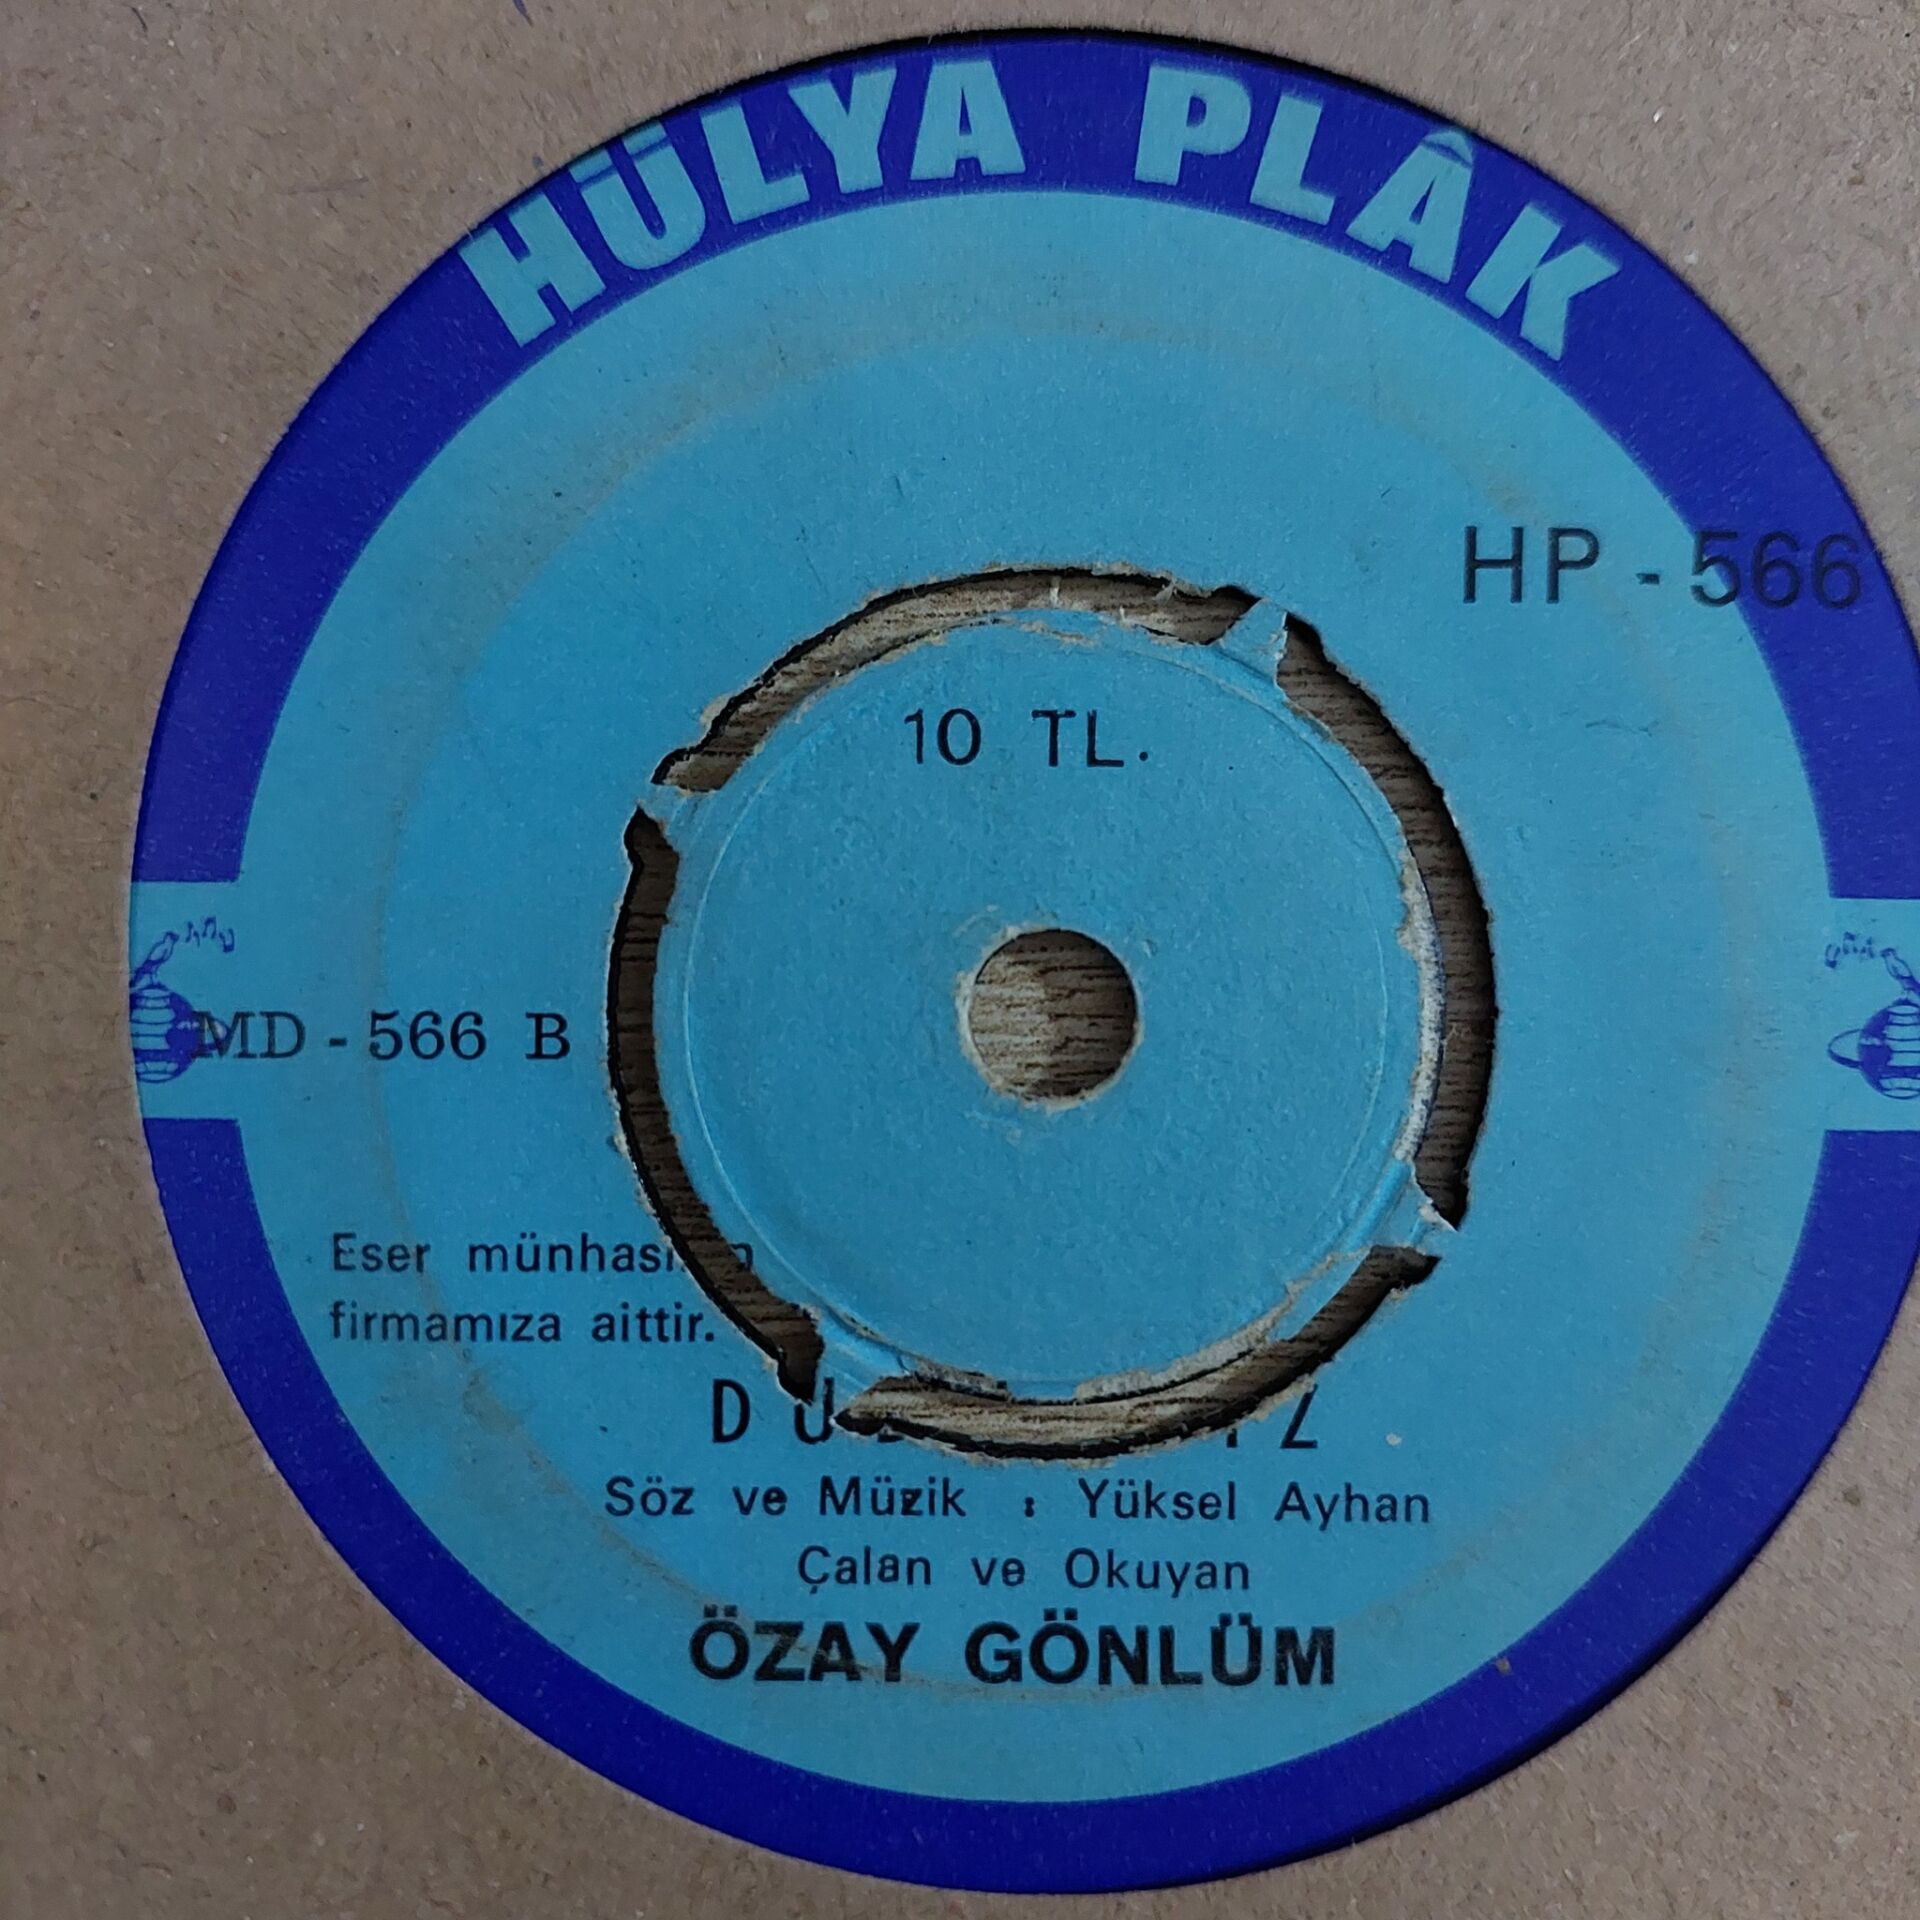 HÜLYA PLÂK
HP - 566
10 TL.
MD - 566 B
Eser
firmamıza aittir.
Söz ve Müzik : Yüksel Ayhan
Çalan ve Okuyan
ÖZAY GÖNLÜM